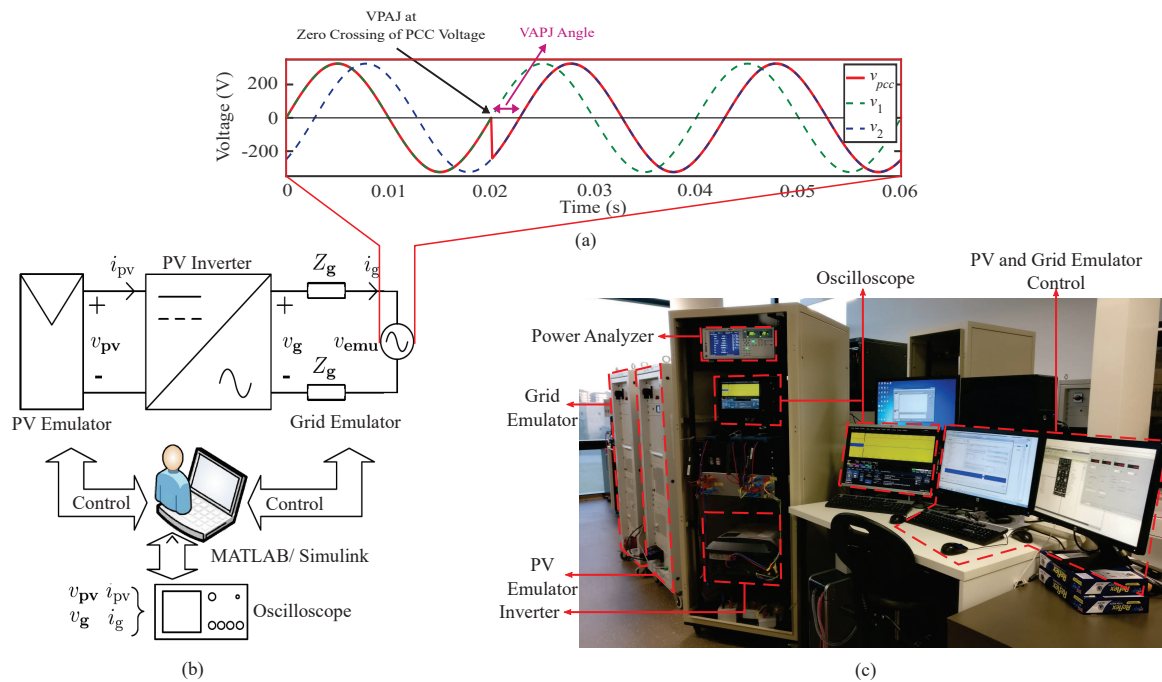 VPAJ at
Zero Crossing of PCC Voltage
VAPJ Angle
Voltage (V)
200
0
-200
v_pcc
v_1
v_2
0 0.01 0.02 0.03 0.04 0.05 0.06
Time (s)
(a)
i_pv PV Inverter Z_g i_g
+ +
v_pv v_g v_emu
- - Z_g
PV Emulator Grid Emulator
Control Control
MATLAB/ Simulink
v_pv i_pv
v_g i_g
Oscilloscope
(b)
PV and Grid Emulator
Control
Oscilloscope
Power Analyzer
Grid
Emulator
PV
Emulator
Inverter
Reflex
Reflex
(c)